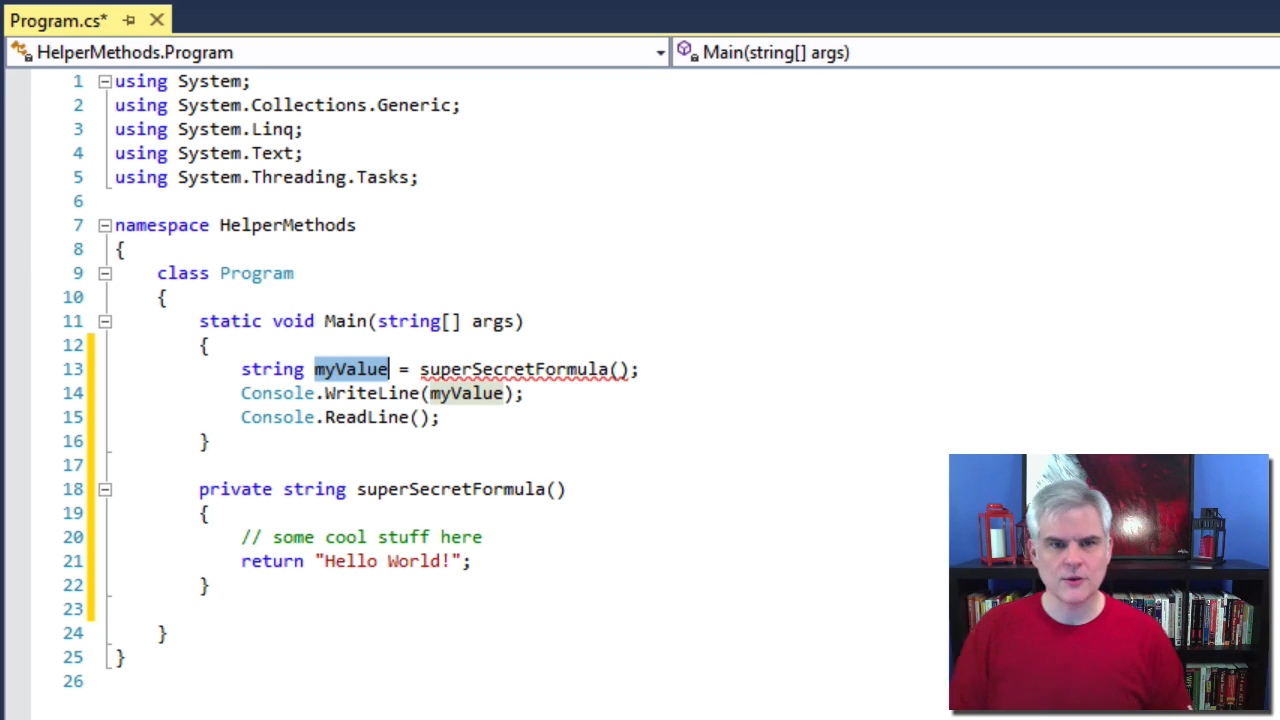 Program.cs*
HelperMethods.Program
Main(string[] args)
1 using System;
2 using System.Collections.Generic;
3 using System.Linq;
4 using System.Text;
5 using System.Threading.Tasks;
6
7 namespace HelperMethods
8 {
9 class Program
10 {
11 static void Main(string[] args)
12 {
13 string myValue = superSecretFormula();
14 Console.WriteLine(myValue);
15 Console.ReadLine();
16 }
17
18 private string superSecretFormula()
19 {
20 // some cool stuff here
21 return "Hello World!";
22 }
23
24 }
25 }
26